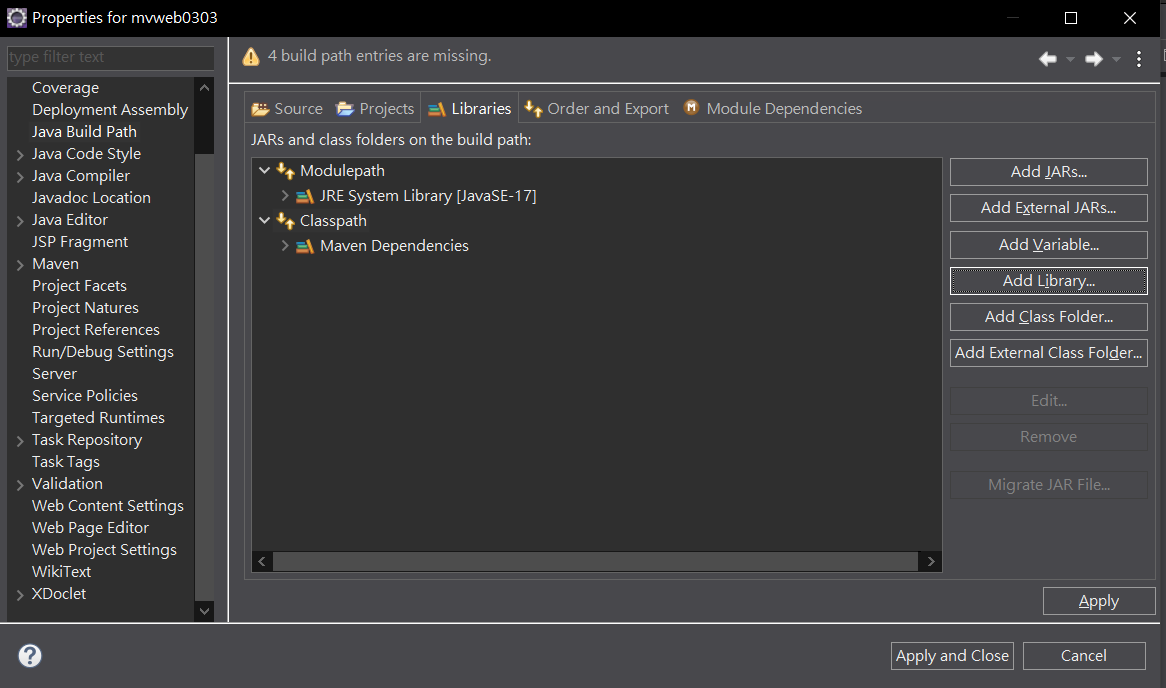 Properties for mvweb0303
type filter text
4 build path entries are missing.
Coverage
Deployment Assembly
Java Build Path
Java Code Style
Java Compiler
Javadoc Location
Java Editor
JSP Fragment
Maven
Project Facets
Project Natures
Project References
Run/Debug Settings
Server
Service Policies
Targeted Runtimes
Task Repository
Task Tags
Validation
Web Content Settings
Web Page Editor
Web Project Settings
WikiText
XDoclet
Source Projects Libraries Order and Export M Module Dependencies
JARs and class folders on the build path:
Modulepath
JRE System Library [JavaSE-17]
Classpath
Maven Dependencies
Add JARs...
Add External JARs...
Add Variable...
Add Library...
Add Class Folder...
Add External Class Folder...
Edit...
Remove
Migrate JAR File...
Apply
?
Apply and Close Cancel